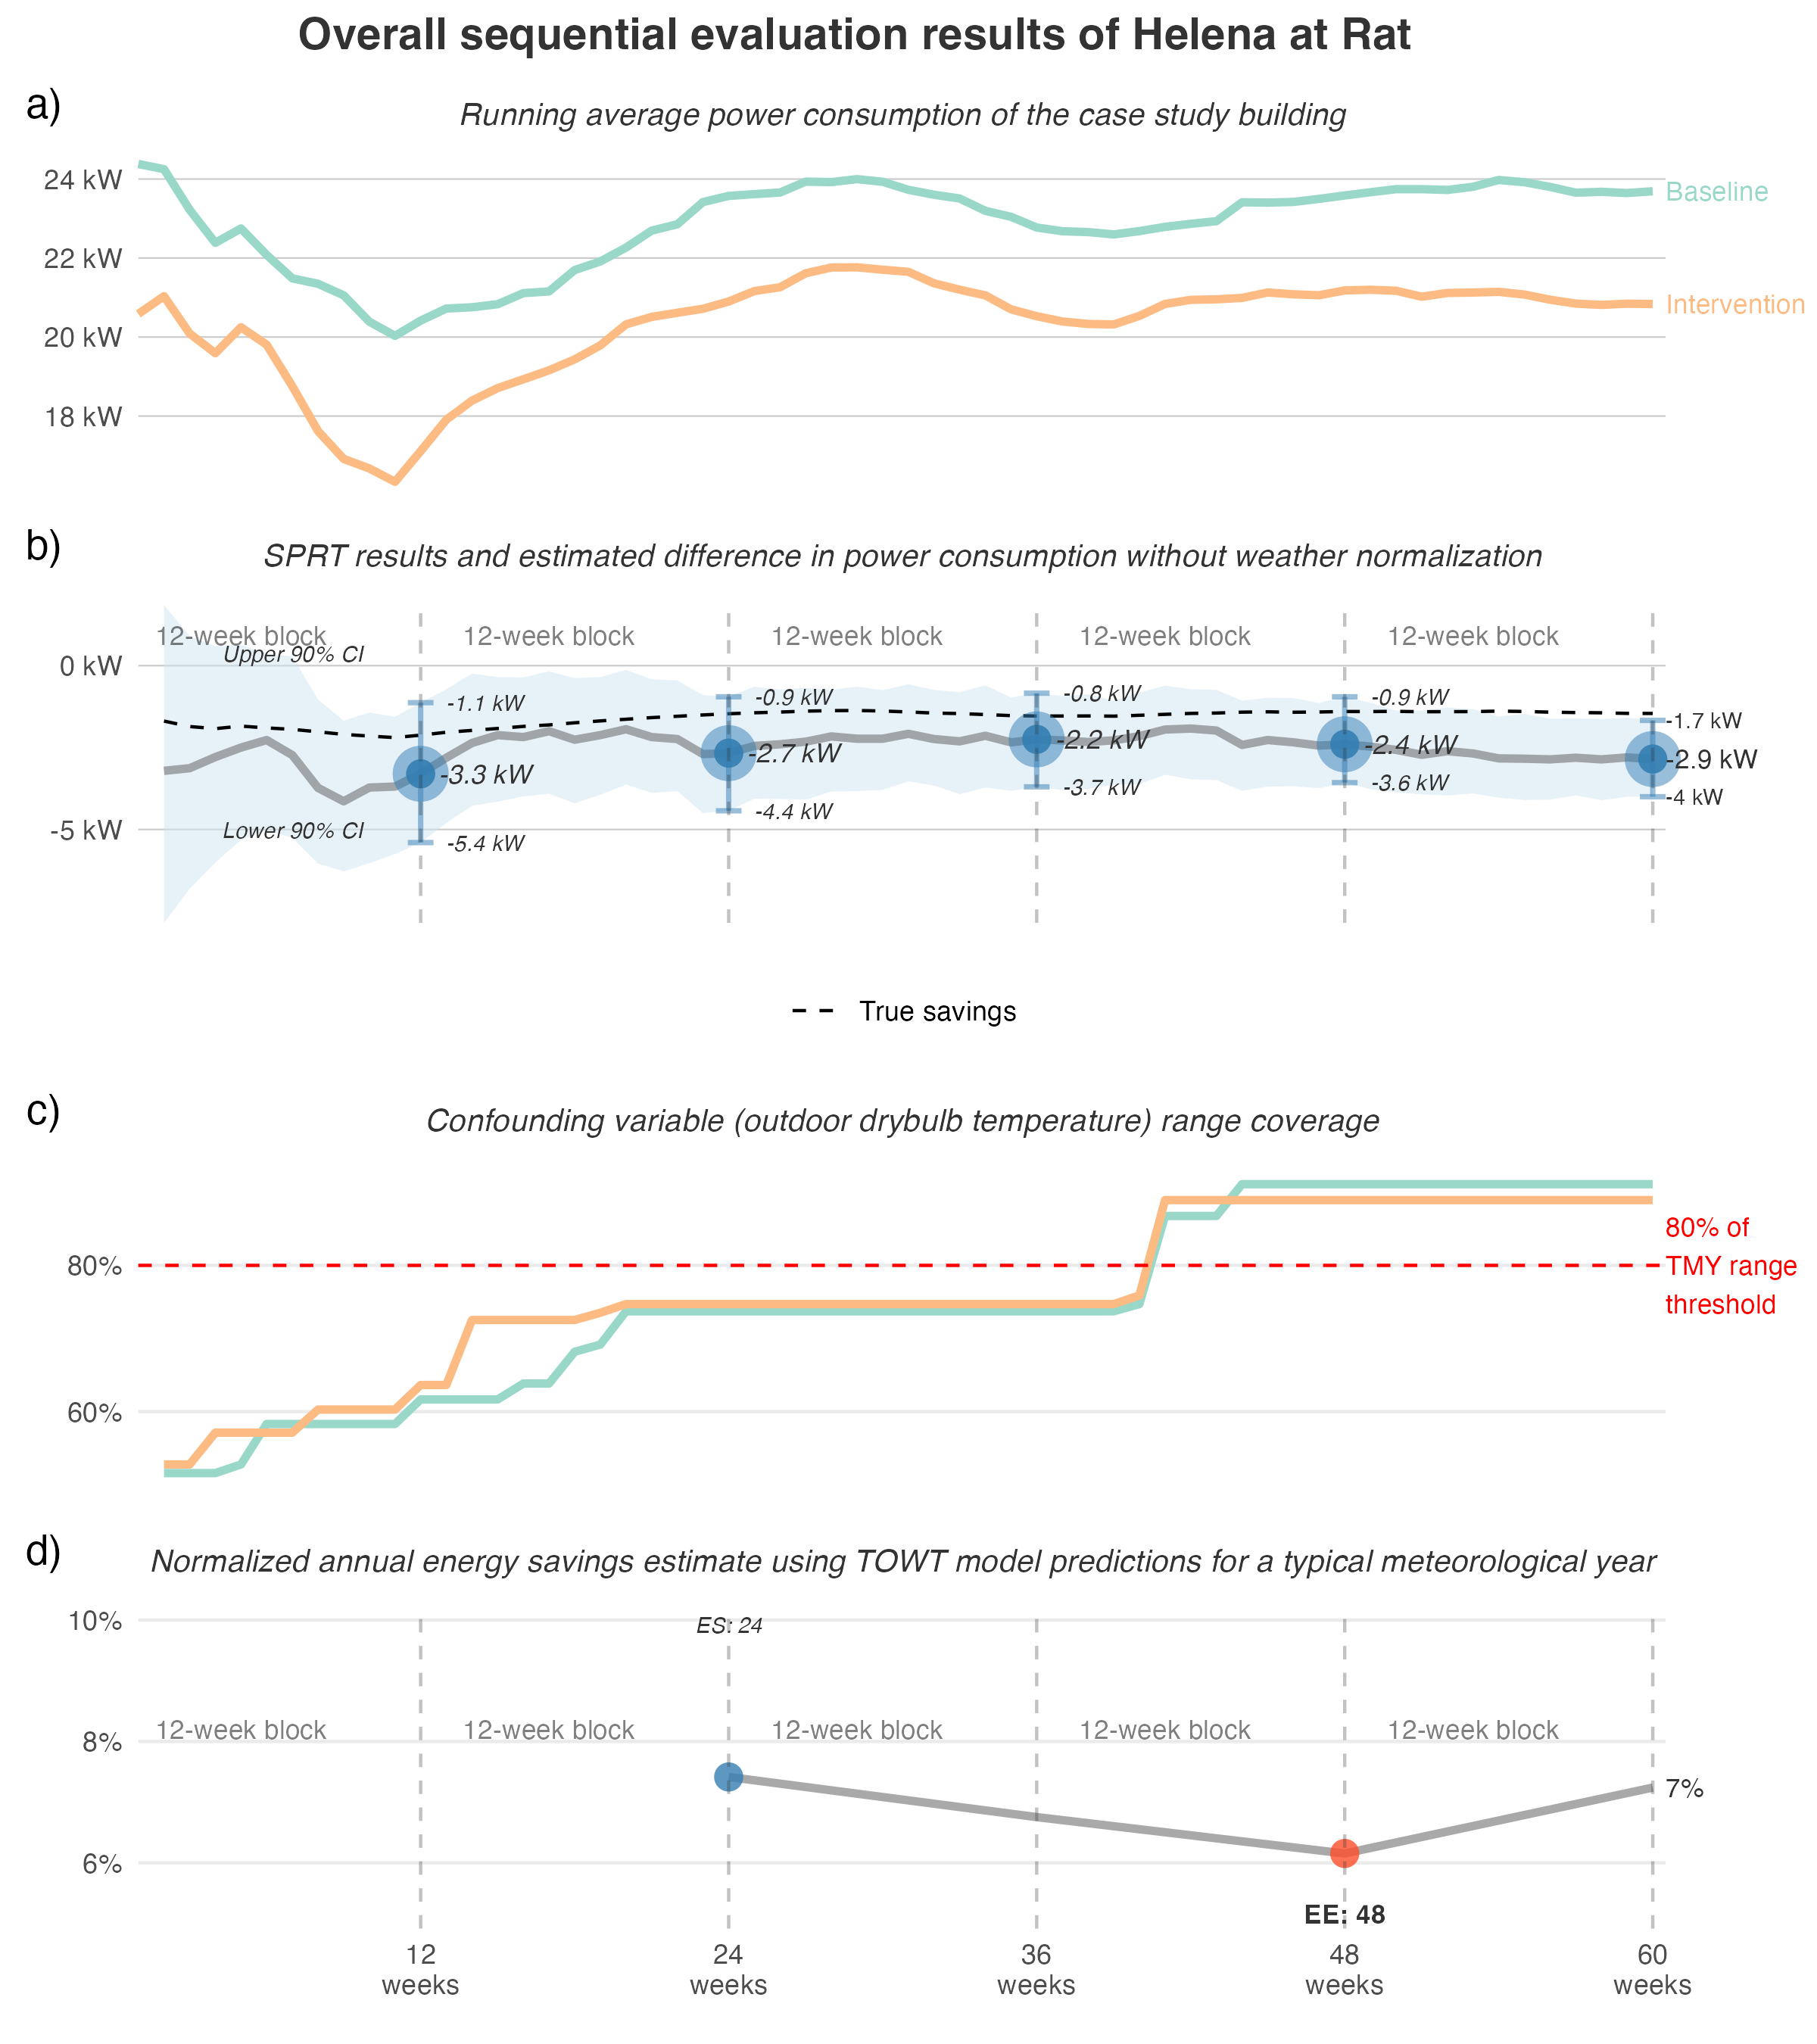 Overall sequential evaluation results of Helena at Rat
a)
Running average power consumption of the case study building
24 kW
22 kW
20 kW
18 kW
Baseline
Intervention
b)
SPRT results and estimated difference in power consumption without weather normalization
12-week block
12-week block
12-week block
12-week block
12-week block
Upper 90% CI
0 kW
-1.1 kW
-0.9 kW
-0.8 kW
-0.9 kW
-1.7 kW
-3.3 kW
-2.7 kW
-2.2 kW
-2.4 kW
-2.9 kW
-5.4 kW
-4.4 kW
-3.7 kW
-3.6 kW
-4 kW
Lower 90% CI
-5 kW
True savings
c)
Confounding variable (outdoor drybulb temperature) range coverage
80%
60%
80% of
TMY range
threshold
d)
Normalized annual energy savings estimate using TOWT model predictions for a typical meteorological year
10%
8%
6%
ES: 24
12-week block
12-week block
12-week block
12-week block
12-week block
7%
EE: 48
12
weeks
24
weeks
36
weeks
48
weeks
60
weeks